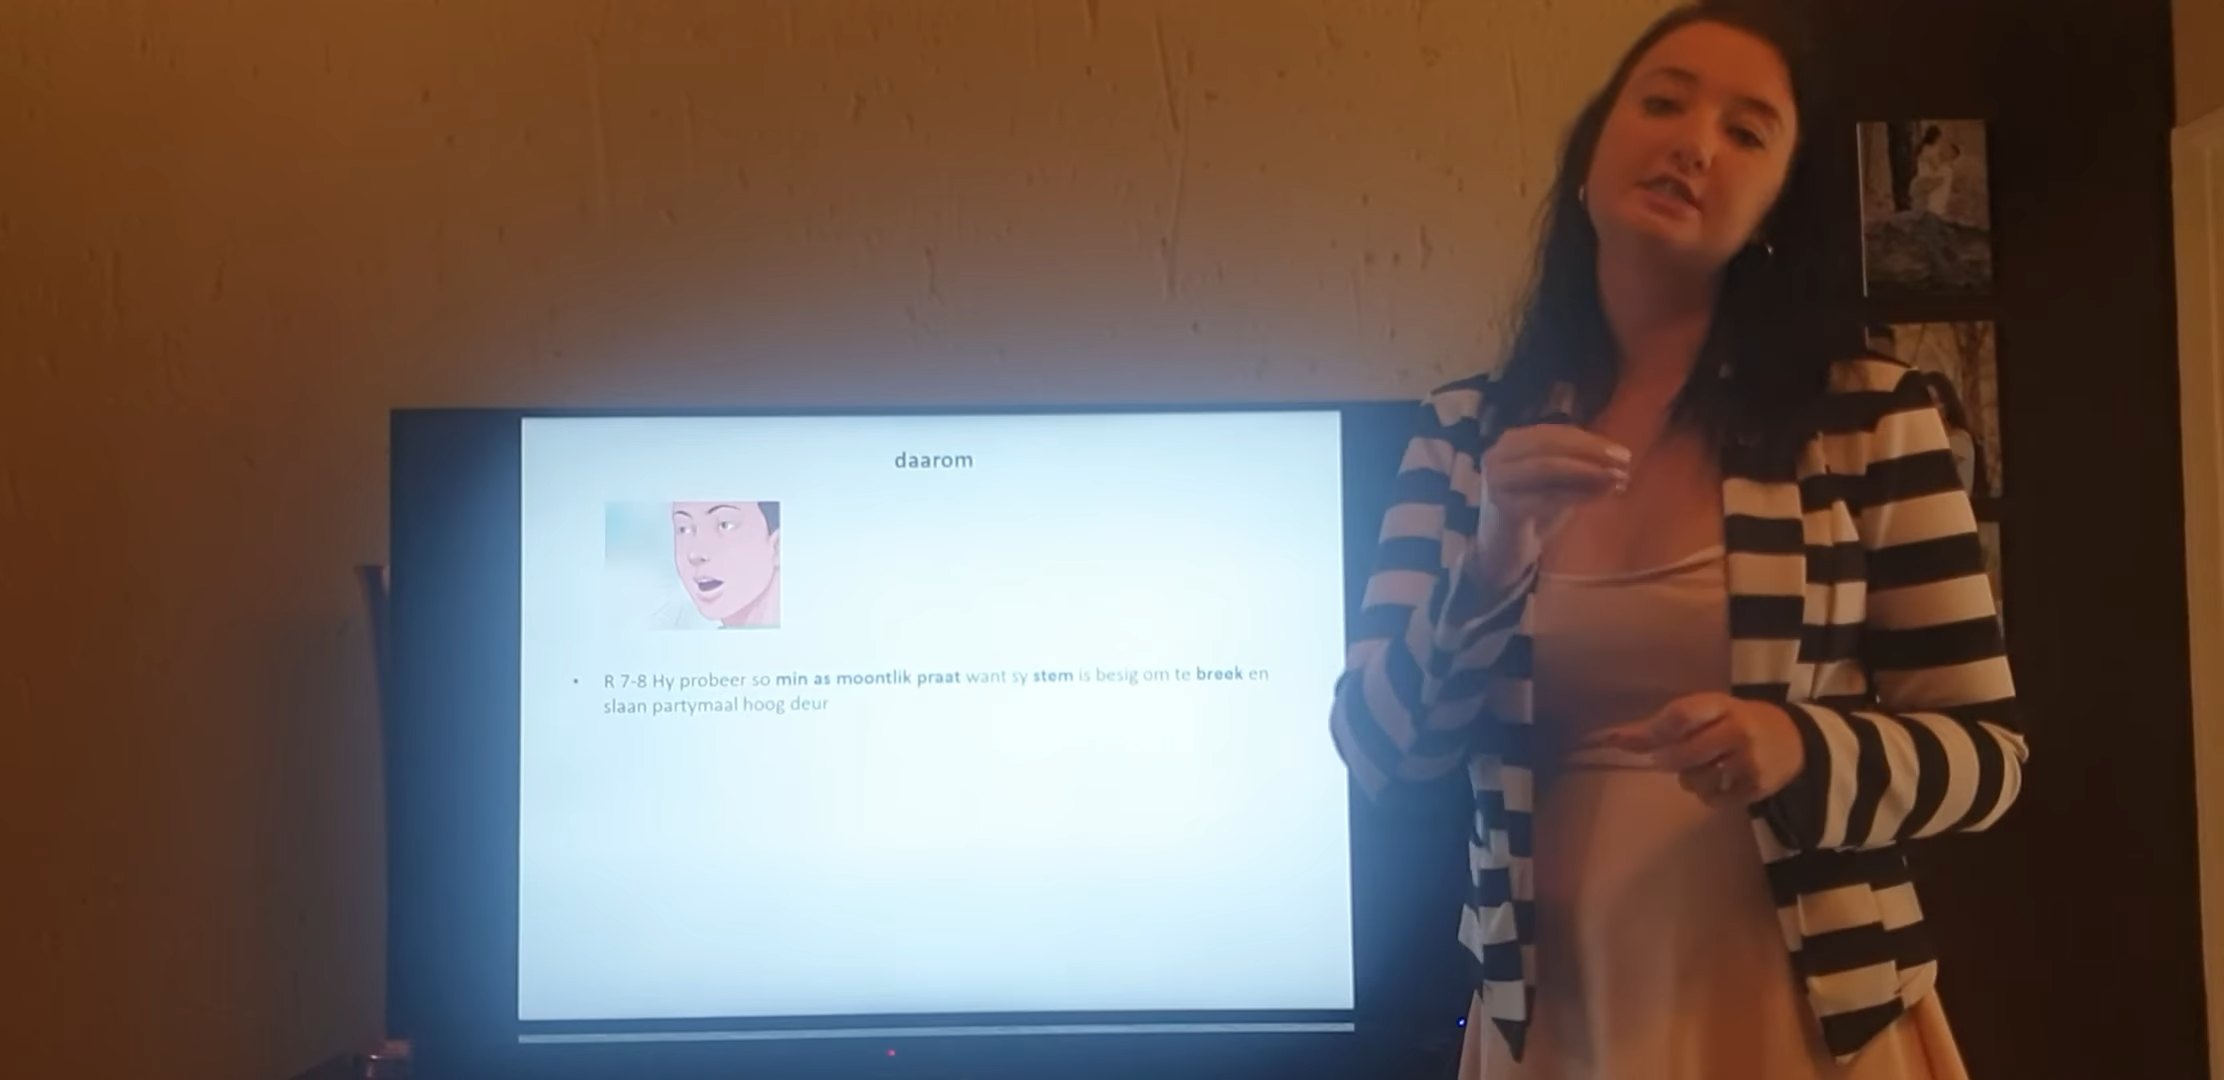 daarom
• R 7-8 Hy probeer so min as moontlik praat want sy stem is besig om te breek en
slaan partymaal hoog deur